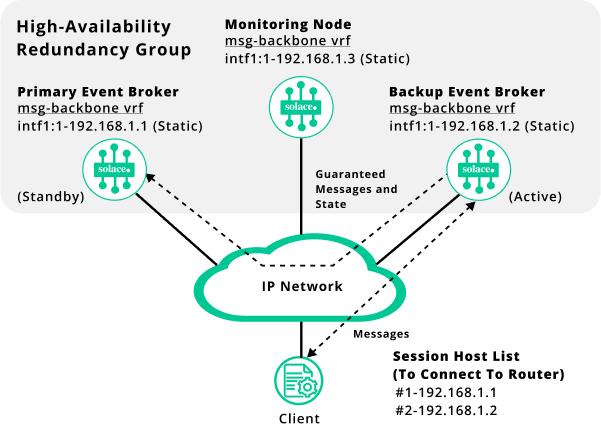 High-Availability
Redundancy Group
Monitoring Node
msg-backbone vrf
intf1:1-192.168.1.3 (Static)
Primary Event Broker
msg-backbone vrf
intf1:1-192.168.1.1 (Static)
Backup Event Broker
msg-backbone vrf
intf1:1-192.168.1.2 (Static)
solace.
solace.
solace.
(Standby)
Guaranteed
Messages and
State
(Active)
IP Network
Messages
Session Host List
(To Connect To Router)
#1-192.168.1.1
#2-192.168.1.2
Client